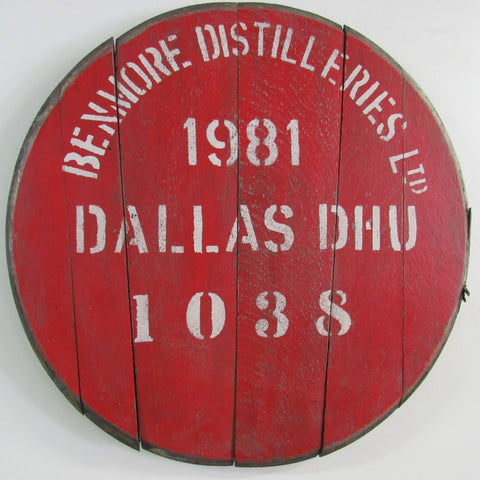 BENMORE DISTILLERIES LTD
1981
DALLAS DHU
1038